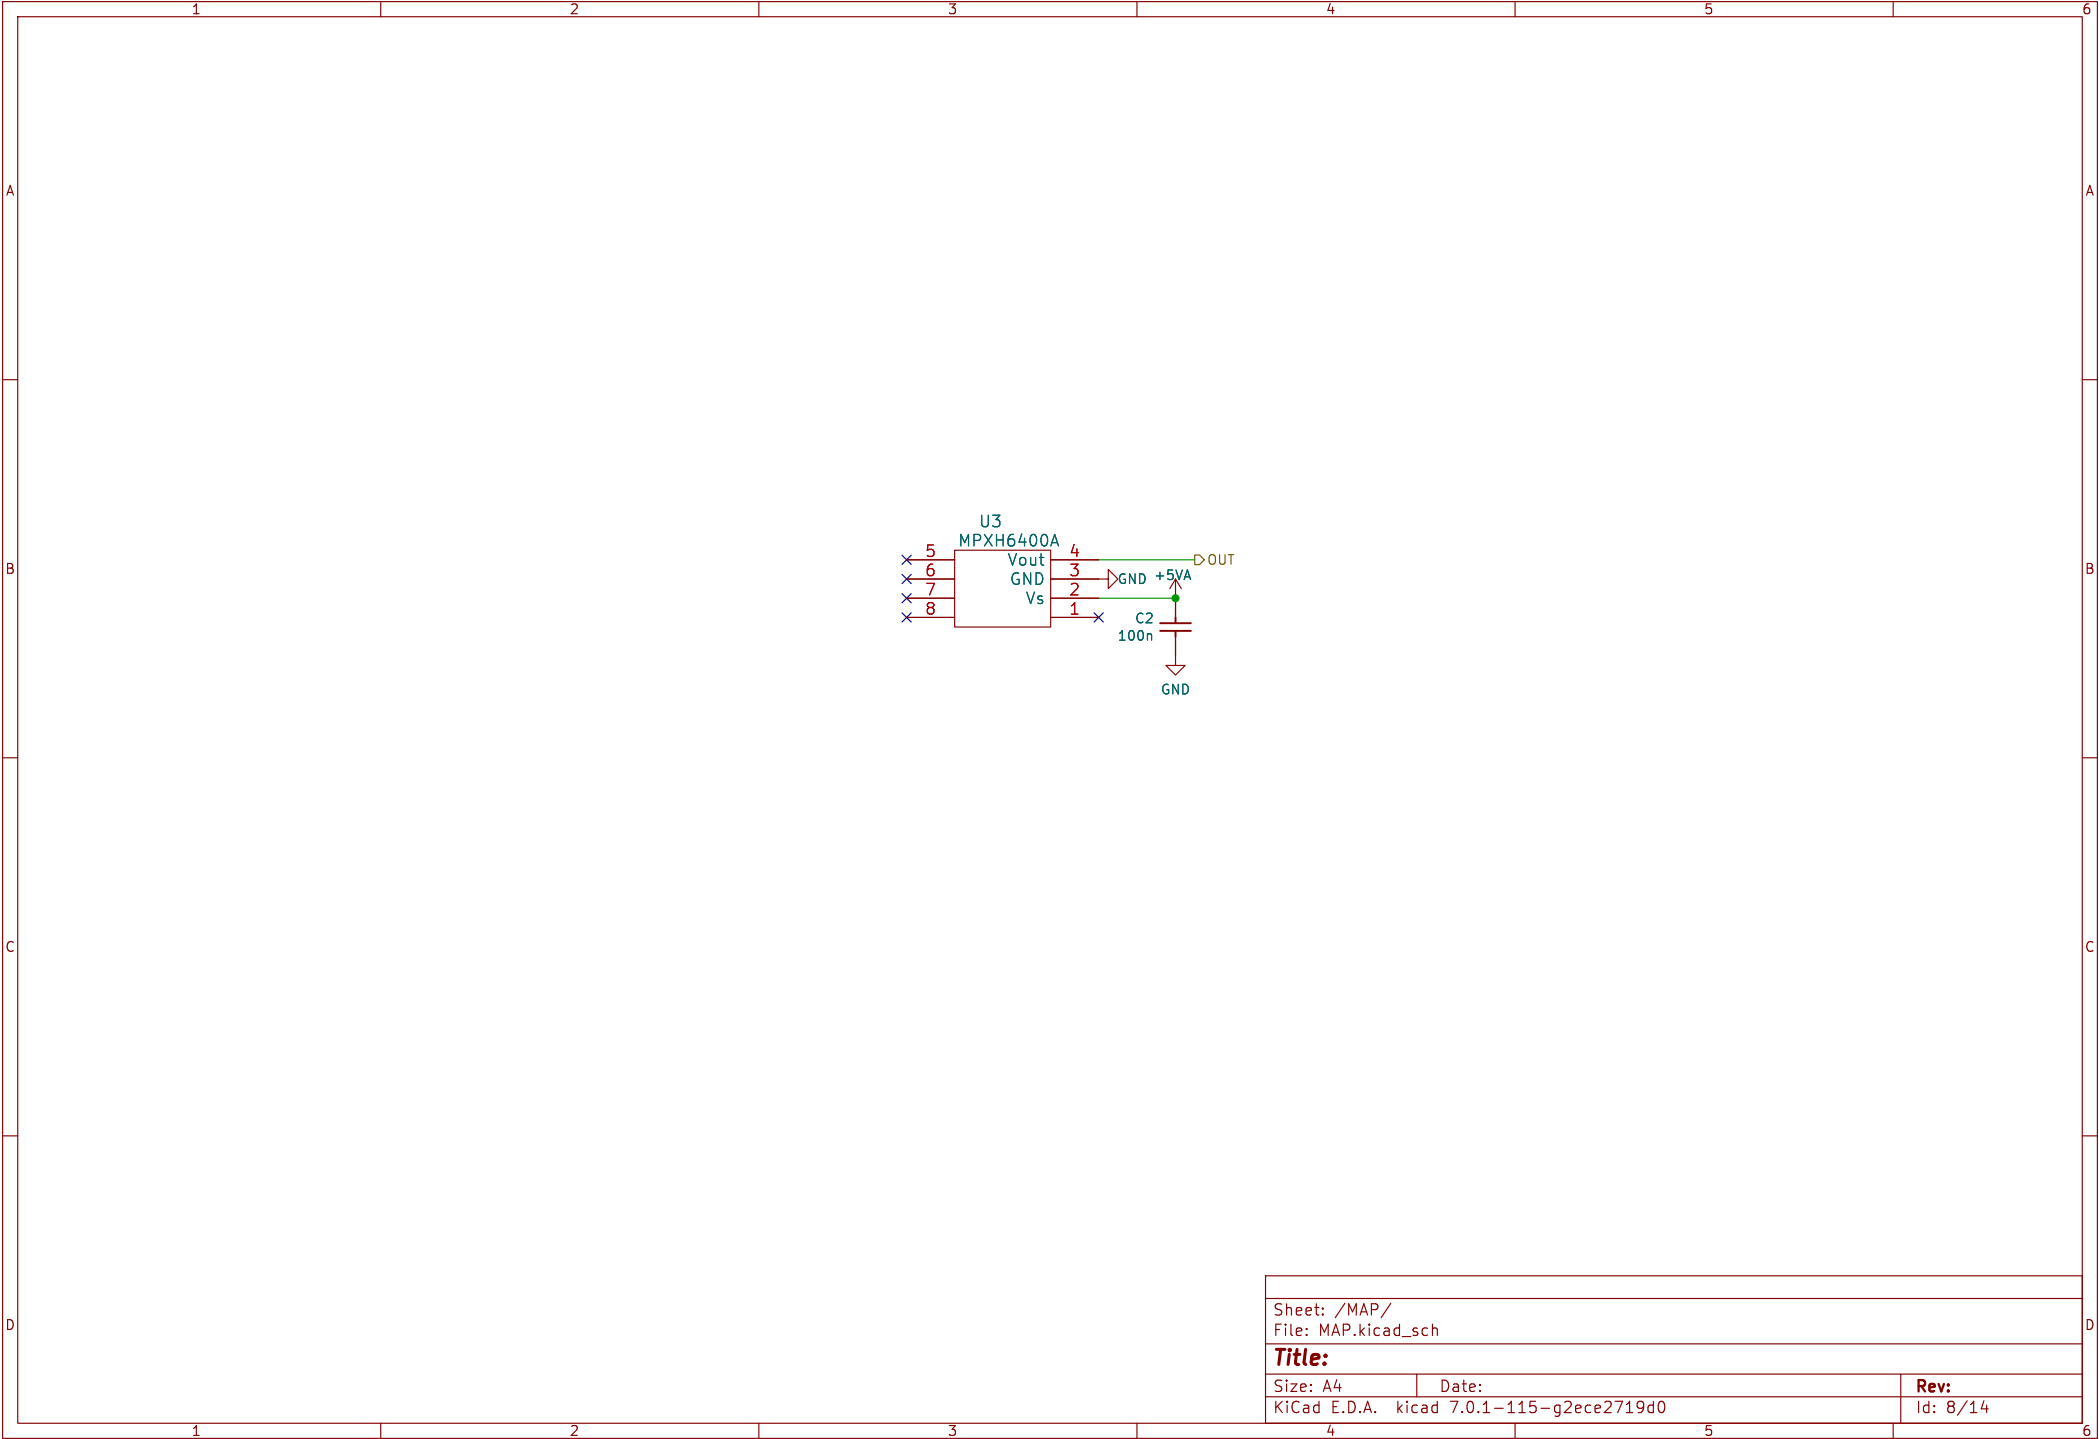 1 2 3 4 5 6
A A
U3
MPXH6400A
5 Vout 4 OUT
B 6 GND 3 GND +5VA B
7 Vs 2
8 1 C2
100n
GND
C C
Sheet: /MAP/
D File: MAP.kicad_sch D
Title:
Size: A4 Date: Rev:
KiCad E.D.A. kicad 7.0.1-115-g2ece2719d0 Id: 8/14
1 2 3 4 5 6